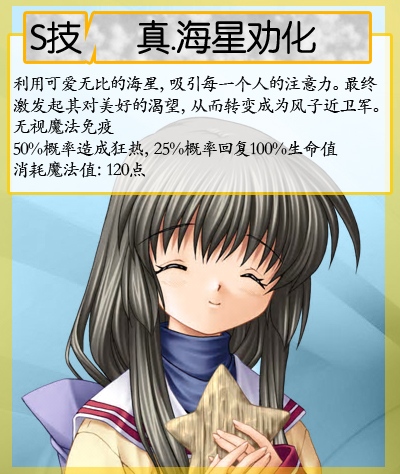 S技 真.海星劝化
利用可爱无比的海星, 吸引每一个人的注意力。最终
激发起其对美好的渴望, 从而转变成为风子近卫军。
无视魔法免疫
50%概率造成狂热, 25%概率回复100%生命值
消耗魔法值: 120点